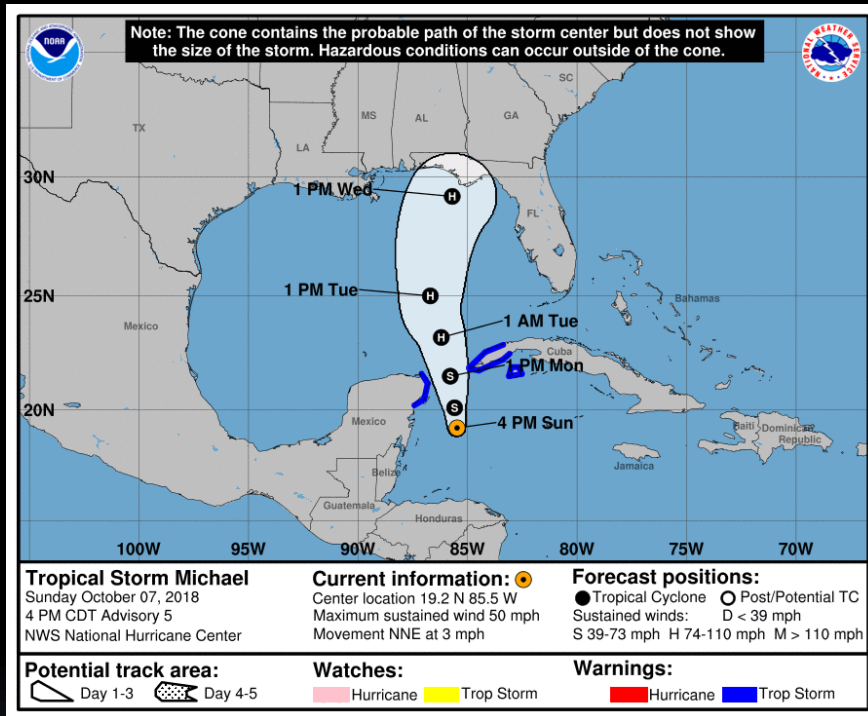 Note: The cone contains the probable path of the storm center but does not show
the size of the storm. Hazardous conditions can occur outside of the cone.
NOAA
NATIONAL WEATHER SERVICE
SC
MS
AL
GA
TX
LA
30N
1 PM Wed
FL
1 PM Tue
25N
Bahamas
1 AM Tue
Mexico
Cuba
1 PM Mon
20N
Mexico
4 PM Sun
Haiti
Dominican
Republic
Jamaica
Belize
Guatemala
Honduras
H
H
H
S
S
100W 95W 90W 85W 80W 75W 70W
Tropical Storm Michael
Sunday October 07, 2018
4 PM CDT Advisory 5
NWS National Hurricane Center
Current information:
Center location 19.2 N 85.5 W
Maximum sustained wind 50 mph
Movement NNE at 3 mph
Forecast positions:
Tropical Cyclone Post/Potential TC
Sustained winds: D < 39 mph
S 39-73 mph H 74-110 mph M > 110 mph
Potential track area:
Day 1-3 Day 4-5
Watches:
Hurricane Trop Storm
Warnings:
Hurricane Trop Storm